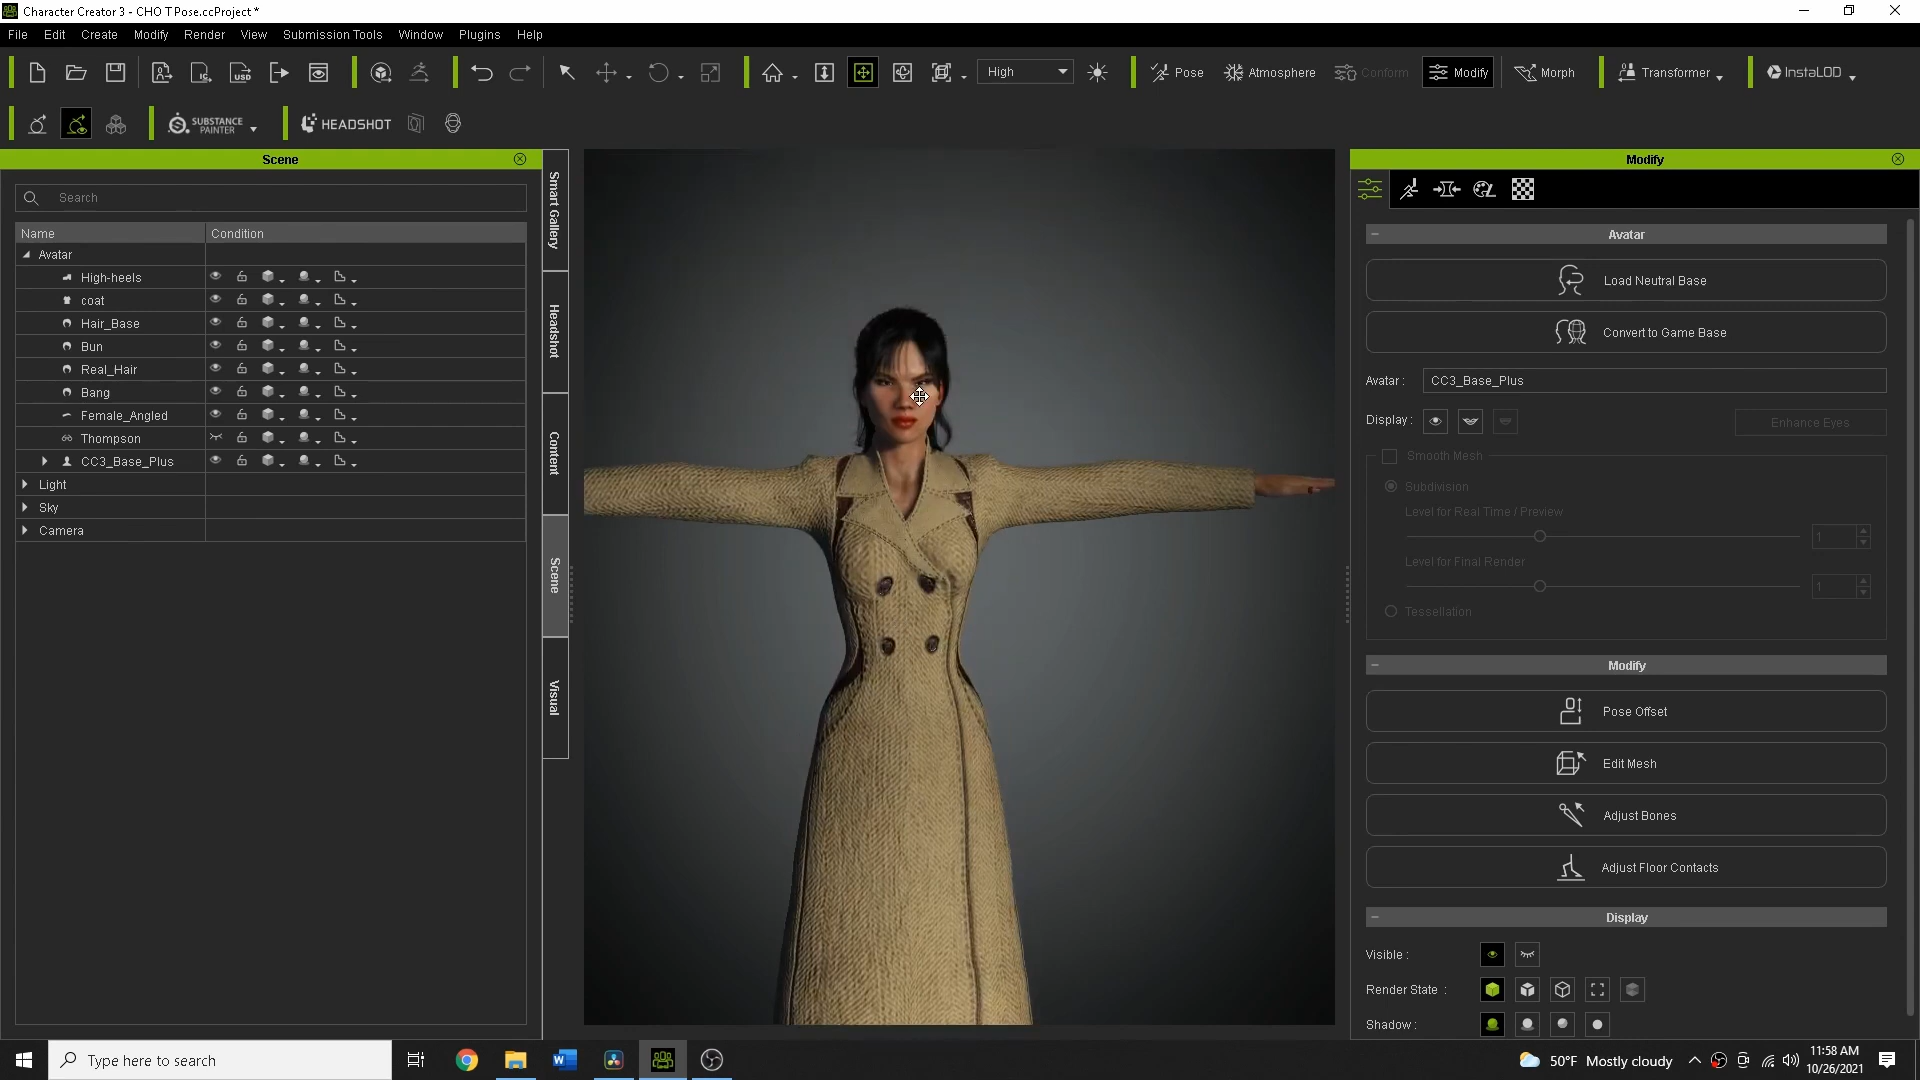 Character Creator 3 - CHO T Pose.ccProject *
File Edit Create Modify Render View Submission Tools Window Plugins Help
High Pose Atmosphere Conform Modify Morph Transformer InstaLOD
SUBSTANCE PAINTER HEADSHOT
Scene
Search
Name Condition
Avatar
High-heels
coat
Hair_Base
Bun
Real_Hair
Bang
Female_Angled
Thompson
CC3_Base_Plus
Light
Sky
Camera
Smart Gallery
Headshot
Content
Scene
Visual
Modify
Avatar
Load Neutral Base
Convert to Game Base
Avatar : CC3_Base_Plus
Display : Enhance Eyes
Smooth Mesh
Subdivision
Level for Real Time / Preview
1
Level for Final Render
1
Tessellation
Modify
Pose Offset
Edit Mesh
Adjust Bones
Adjust Floor Contacts
Display
Visible :
Render State :
Shadow :
Type here to search
50°F Mostly cloudy
11:58 AM
10/26/2021